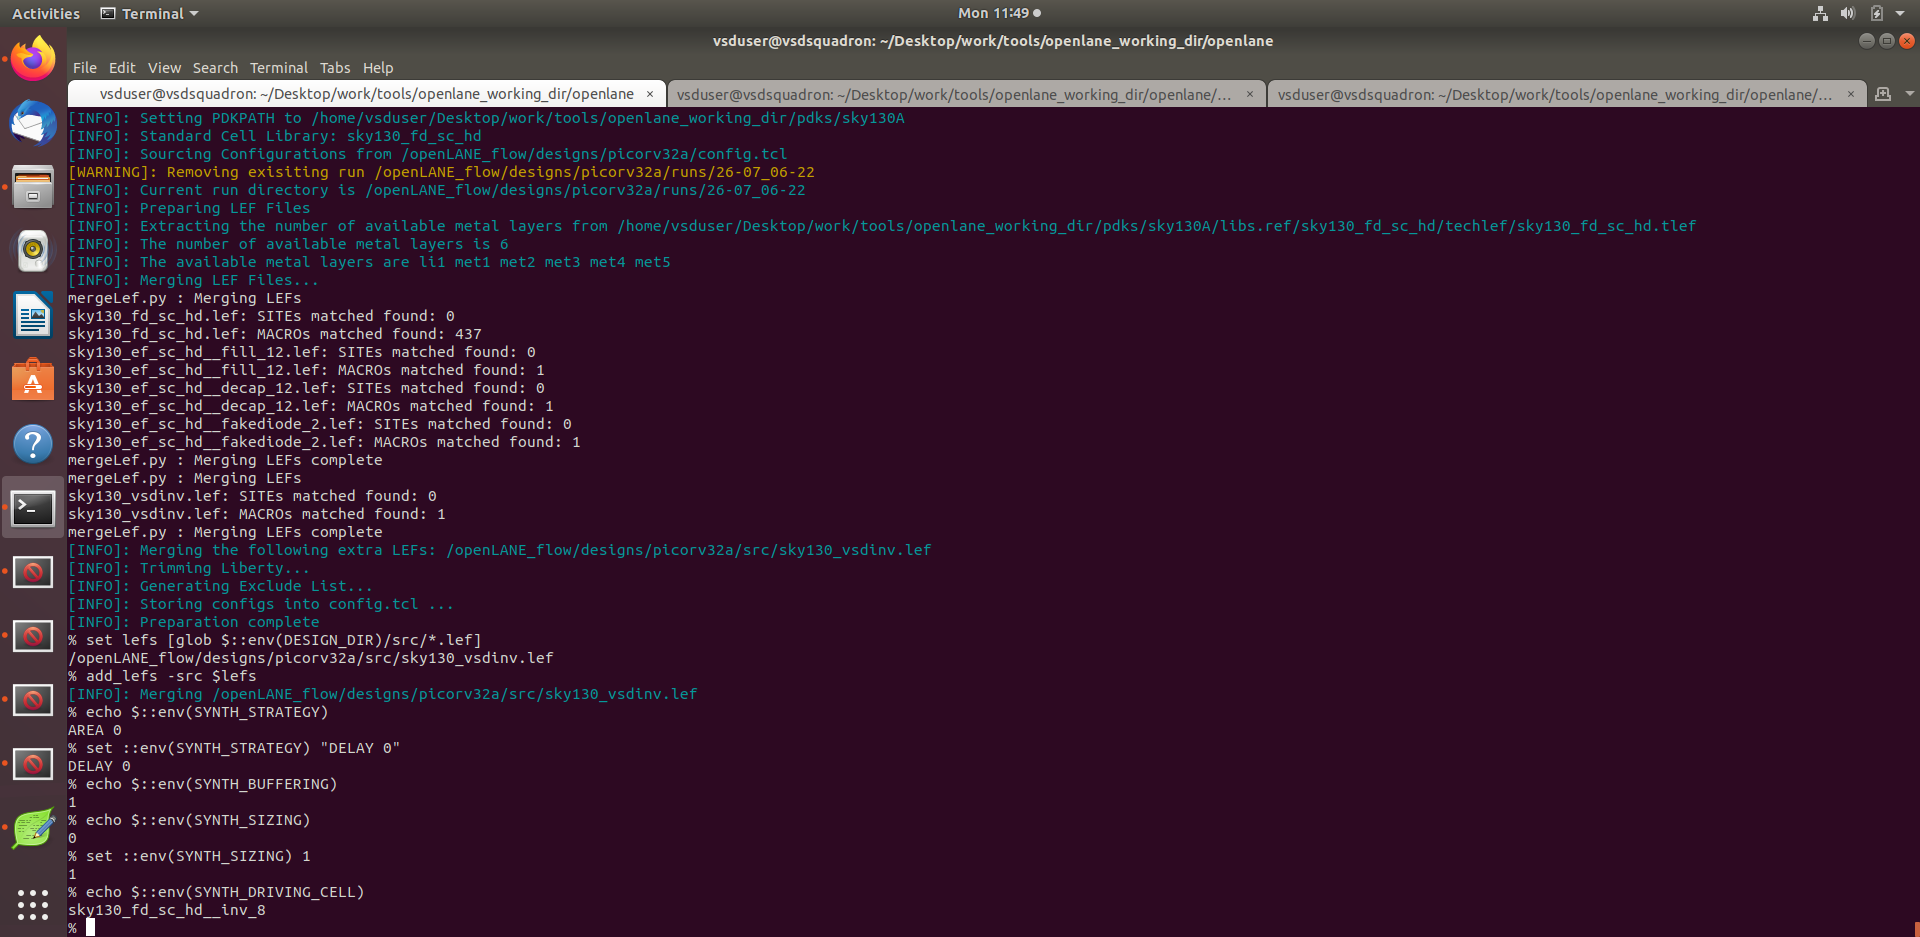 Activities Terminal Mon 11:49
vsduser@vsdsquadron: ~/Desktop/work/tools/openlane_working_dir/openlane
File Edit View Search Terminal Tabs Help
vsduser@vsdsquadron: ~/Desktop/work/tools/openlane_working_dir/openlane × vsduser@vsdsquadron: ~/Desktop/work/tools/openlane_working_dir/openlane/... × vsduser@vsdsquadron: ~/Desktop/work/tools/openlane_working_dir/openlane/... ×
[INFO]: Setting PDKPATH to /home/vsduser/Desktop/work/tools/openlane_working_dir/pdks/sky130A
[INFO]: Standard Cell Library: sky130_fd_sc_hd
[INFO]: Sourcing Configurations from /openLANE_flow/designs/picorv32a/config.tcl
[WARNING]: Removing exisiting run /openLANE_flow/designs/picorv32a/runs/26-07_06-22
[INFO]: Current run directory is /openLANE_flow/designs/picorv32a/runs/26-07_06-22
[INFO]: Preparing LEF Files
[INFO]: Extracting the number of available metal layers from /home/vsduser/Desktop/work/tools/openlane_working_dir/pdks/sky130A/libs.ref/sky130_fd_sc_hd/techlef/sky130_fd_sc_hd.tlef
[INFO]: The number of available metal layers is 6
[INFO]: The available metal layers are li1 met1 met2 met3 met4 met5
[INFO]: Merging LEF Files...
mergeLef.py : Merging LEFs
sky130_fd_sc_hd.lef: SITEs matched found: 0
sky130_fd_sc_hd.lef: MACROs matched found: 437
sky130_ef_sc_hd__fill_12.lef: SITEs matched found: 0
sky130_ef_sc_hd__fill_12.lef: MACROs matched found: 1
sky130_ef_sc_hd__decap_12.lef: SITEs matched found: 0
sky130_ef_sc_hd__decap_12.lef: MACROs matched found: 1
sky130_ef_sc_hd__fakediode_2.lef: SITEs matched found: 0
sky130_ef_sc_hd__fakediode_2.lef: MACROs matched found: 1
mergeLef.py : Merging LEFs complete
mergeLef.py : Merging LEFs
sky130_vsdinv.lef: SITEs matched found: 0
sky130_vsdinv.lef: MACROs matched found: 1
mergeLef.py : Merging LEFs complete
[INFO]: Merging the following extra LEFs: /openLANE_flow/designs/picorv32a/src/sky130_vsdinv.lef
[INFO]: Trimming Liberty...
[INFO]: Generating Exclude List...
[INFO]: Storing configs into config.tcl ...
[INFO]: Preparation complete
% set lefs [glob $::env(DESIGN_DIR)/src/*.lef]
/openLANE_flow/designs/picorv32a/src/sky130_vsdinv.lef
% add_lefs -src $lefs
[INFO]: Merging /openLANE_flow/designs/picorv32a/src/sky130_vsdinv.lef
% echo $::env(SYNTH_STRATEGY)
AREA 0
% set ::env(SYNTH_STRATEGY) "DELAY 0"
DELAY 0
% echo $::env(SYNTH_BUFFERING)
1
% echo $::env(SYNTH_SIZING)
0
% set ::env(SYNTH_SIZING) 1
1
% echo $::env(SYNTH_DRIVING_CELL)
sky130_fd_sc_hd__inv_8
%